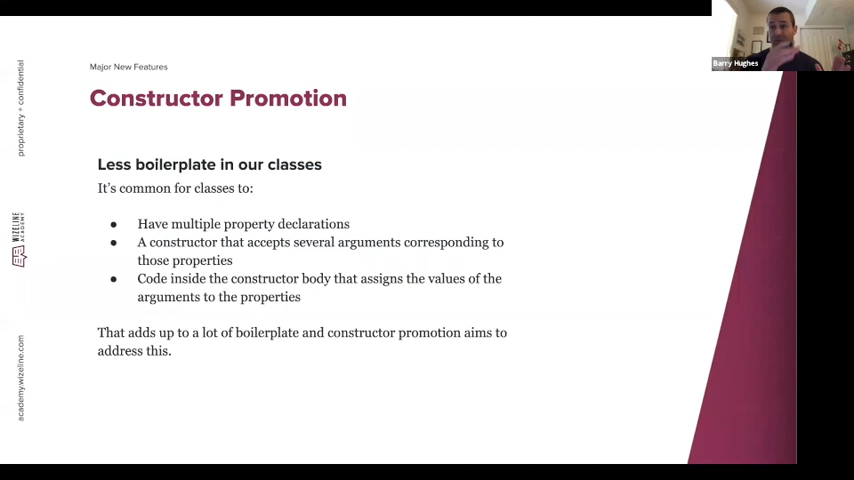 Barry Hughes
Major New Features
Constructor Promotion
Less boilerplate in our classes
It's common for classes to:
● Have multiple property declarations
● A constructor that accepts several arguments corresponding to
those properties
● Code inside the constructor body that assigns the values of the
arguments to the properties
That adds up to a lot of boilerplate and constructor promotion aims to
address this.
proprietary + confidential
WIZELINE
ACADEMY
academy.wizeline.com